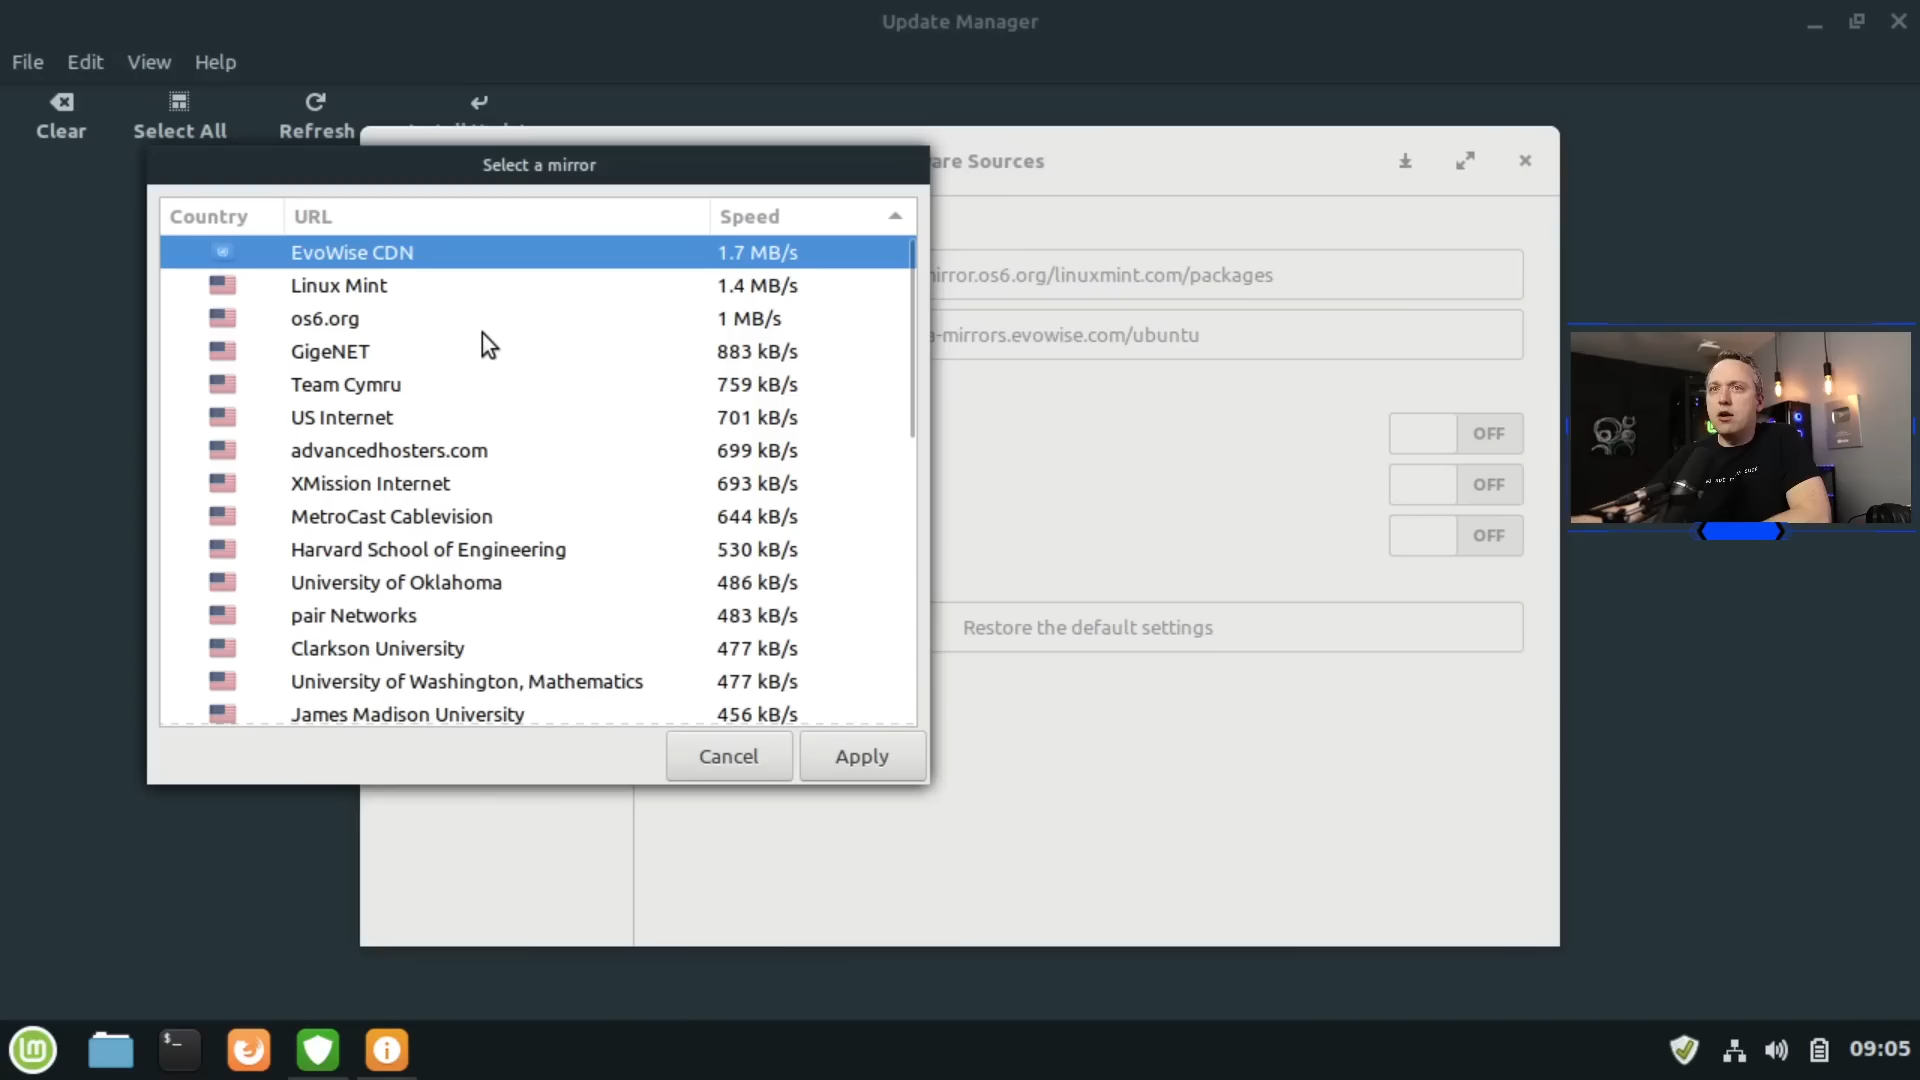 Update Manager
File Edit View Help
Clear Select All Refresh
Select a mirror
are Sources
Country URL Speed
EvoWise CDN 1.7 MB/s
Linux Mint 1.4 MB/s
os6.org 1 MB/s
GigeNET 883 kB/s
Team Cymru 759 kB/s
US Internet 701 kB/s
advancedhosters.com 699 kB/s
XMission Internet 693 kB/s
MetroCast Cablevision 644 kB/s
Harvard School of Engineering 530 kB/s
University of Oklahoma 486 kB/s
pair Networks 483 kB/s
Clarkson University 477 kB/s
University of Washington, Mathematics 477 kB/s
James Madison University 456 kB/s
Cancel Apply
irror.os6.org/linuxmint.com/packages
a-mirrors.evowise.com/ubuntu
OFF
OFF
OFF
Restore the default settings
$_
09:05